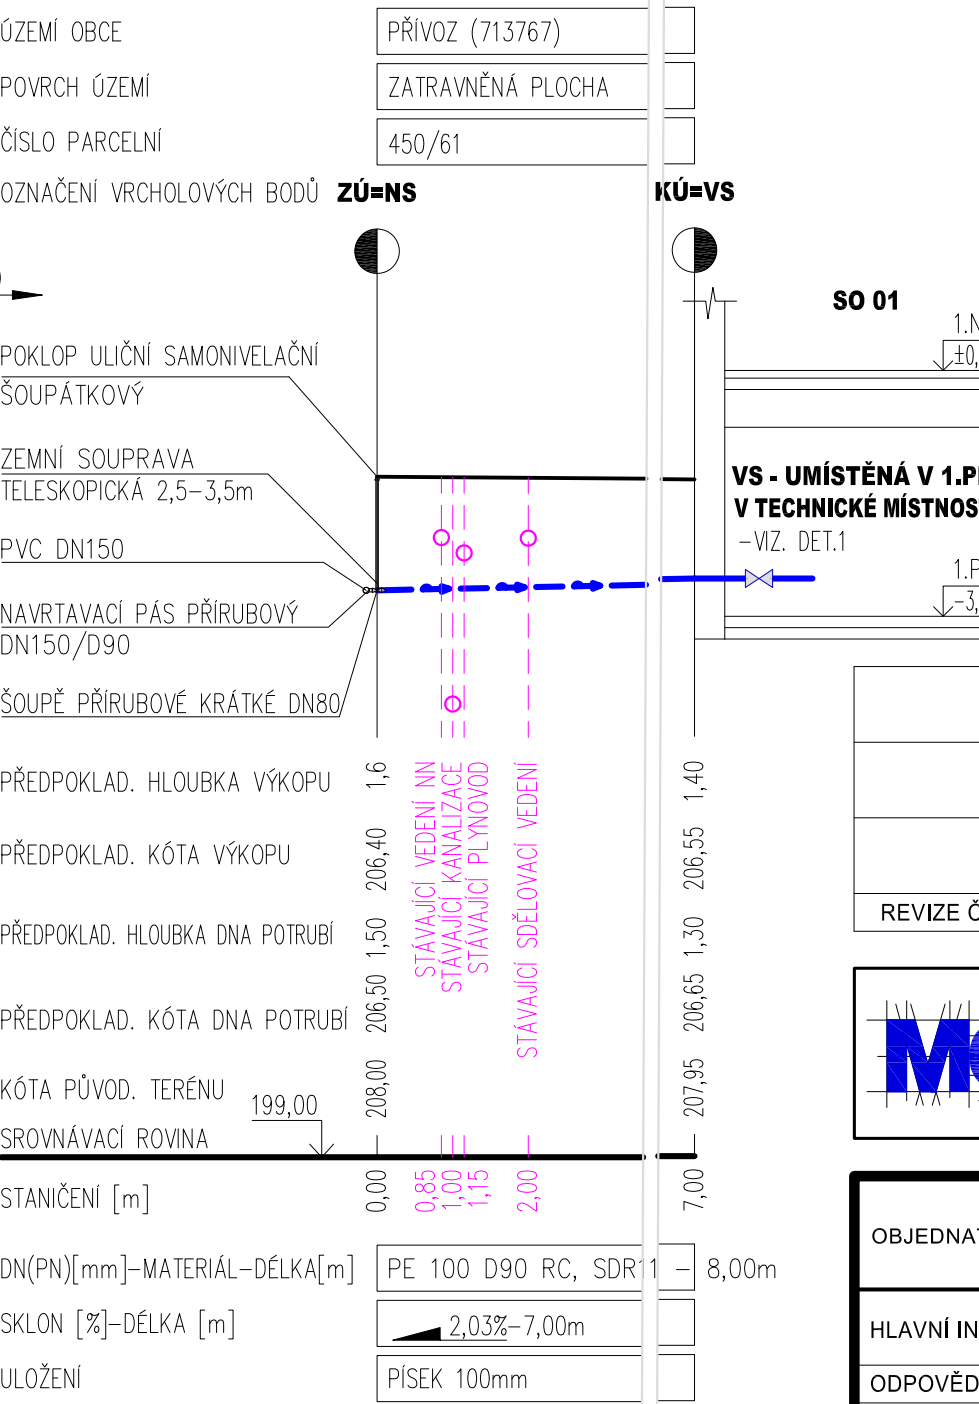 ÚZEMÍ OBCE PŘÍVOZ (713767)
POVRCH ÚZEMÍ ZATRAVNĚNÁ PLOCHA
ČÍSLO PARCELNÍ 450/61
OZNAČENÍ VRCHOLOVÝCH BODŮ ZÚ=NS KÚ=VS
SO 01
1.N
±0,
POKLOP ULIČNÍ SAMONIVELAČNÍ
ŠOUPÁTKOVÝ
ZEMNÍ SOUPRAVA
TELESKOPICKÁ 2,5-3,5m
VS - UMÍSTĚNÁ V 1.P
V TECHNICKÉ MÍSTNOS
-VIZ. DET.1
PVC DN150
1.P
-3,
NAVRTAVACÍ PÁS PŘÍRUBOVÝ
DN150/D90
ŠOUPĚ PŘÍRUBOVÉ KRÁTKÉ DN80
PŘEDPOKLAD. HLOUBKA VÝKOPU 1,6 1,40
PŘEDPOKLAD. KÓTA VÝKOPU 206,40 206,55
PŘEDPOKLAD. HLOUBKA DNA POTRUBÍ 1,50 1,30
PŘEDPOKLAD. KÓTA DNA POTRUBÍ 206,50 206,65
KÓTA PŮVOD. TERÉNU 208,00 207,95
STÁVAJÍCÍ VEDENÍ NN
STÁVAJÍCÍ KANALIZACE
STÁVAJÍCÍ PLYNOVOD
STÁVAJÍCÍ SDĚLOVACÍ VEDENÍ
199,00
SROVNÁVACÍ ROVINA
STANIČENÍ [m] 0,00 0,85 1,00 1,15 2,00 7,00
DN(PN)[mm]-MATERIÁL-DÉLKA[m] PE 100 D90 RC, SDR11 - 8,00m
SKLON [%]-DÉLKA [m] 2,03%-7,00m
ULOŽENÍ PÍSEK 100mm
REVIZE Č
M
OBJEDNAT
HLAVNÍ IN
ODPOVĚD